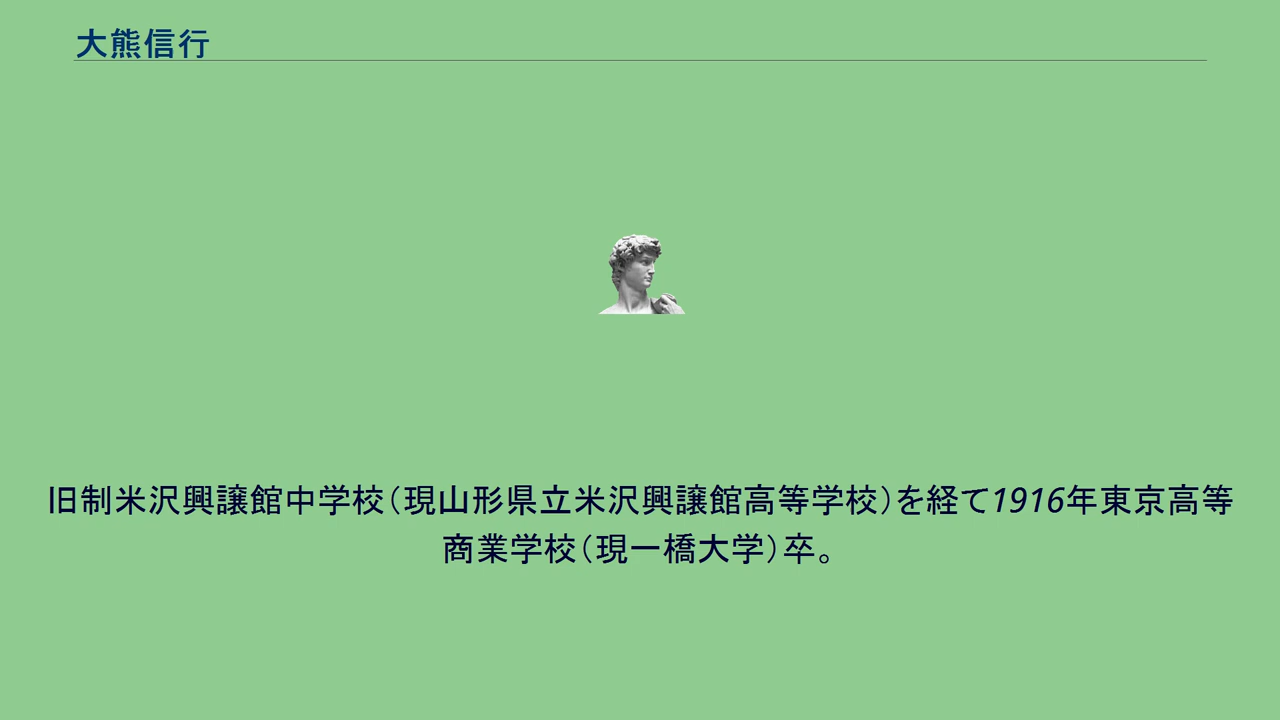 大熊信行
旧制米沢興譲館中学校（現山形県立米沢興譲館高等学校）を経て1916年東京高等
商業学校（現一橋大学）卒。